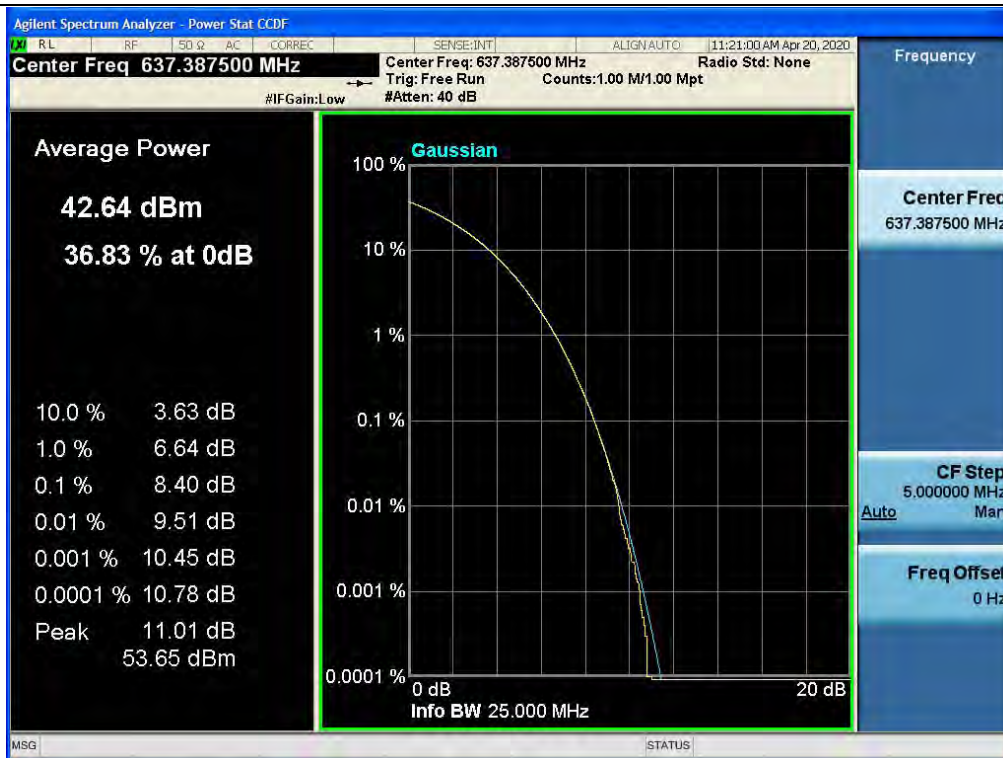 Agilent Spectrum Analyzer - Power Stat CCDF
RL RF 50 Ω AC CORREC SENSE:INT ALIGNAUTO 11:21:00 AM Apr 20, 2020
Center Freq 637.387500 MHz
Center Freq: 637.387500 MHz Radio Std: None
Trig: Free Run Counts:1.00 M/1.00 Mpt
#IFGain:Low #Atten: 40 dB
Frequency
Average Power
42.64 dBm
36.83 % at 0dB
10.0 % 3.63 dB
1.0 % 6.64 dB
0.1 % 8.40 dB
0.01 % 9.51 dB
0.001 % 10.45 dB
0.0001 % 10.78 dB
Peak 11.01 dB
53.65 dBm
Gaussian
100 %
10 %
1 %
0.1 %
0.01 %
0.001 %
0.0001 %
0 dB 20 dB
Info BW 25.000 MHz
Center Freq
637.387500 MHz
CF Step
5.000000 MHz
Auto Man
Freq Offset
0 Hz
MSG STATUS